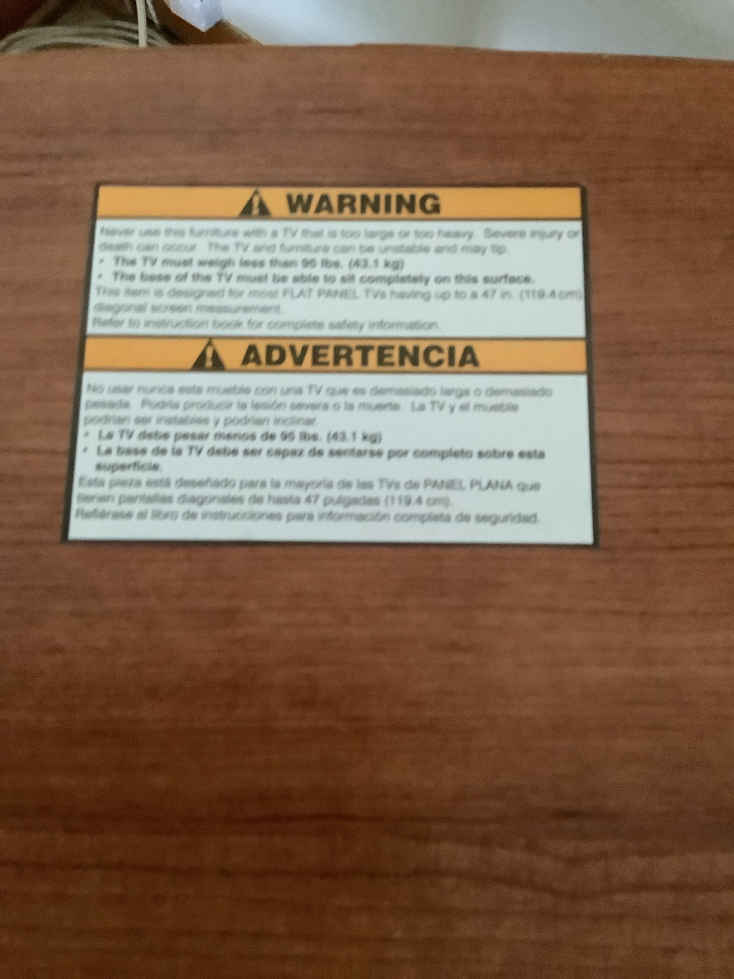 WARNING
Never use this furniture with a TV that is too large or too heavy. Severe injury or
death can occur. The TV and furniture can be unstable and may tip.
• The TV must weigh less than 95 lbs. (43.1 kg)
• The base of the TV must be able to sit completely on this surface.
This item is designed for most FLAT PANEL TVs having up to a 47 in. (119.4 cm)
diagonal screen measurement.
Refer to instruction book for complete safety information.
ADVERTENCIA
No usar nunca este mueble con una TV que es demasiado larga o demasiado
pesada. Podría producir la lesión severa o la muerte. La TV y el mueble
podrían ser instables y podrían inclinar.
• La TV debe pesar menos de 95 lbs. (43.1 kg)
• La base de la TV debe ser capaz de sentarse por completo sobre esta
superficie.
Esta pieza está deseñado para la mayoría de las TVs de PANEL PLANA que
tienen pantallas diagonales de hasta 47 pulgadas (119.4 cm).
Refiérase al libro de instrucciones para información completa de seguridad.